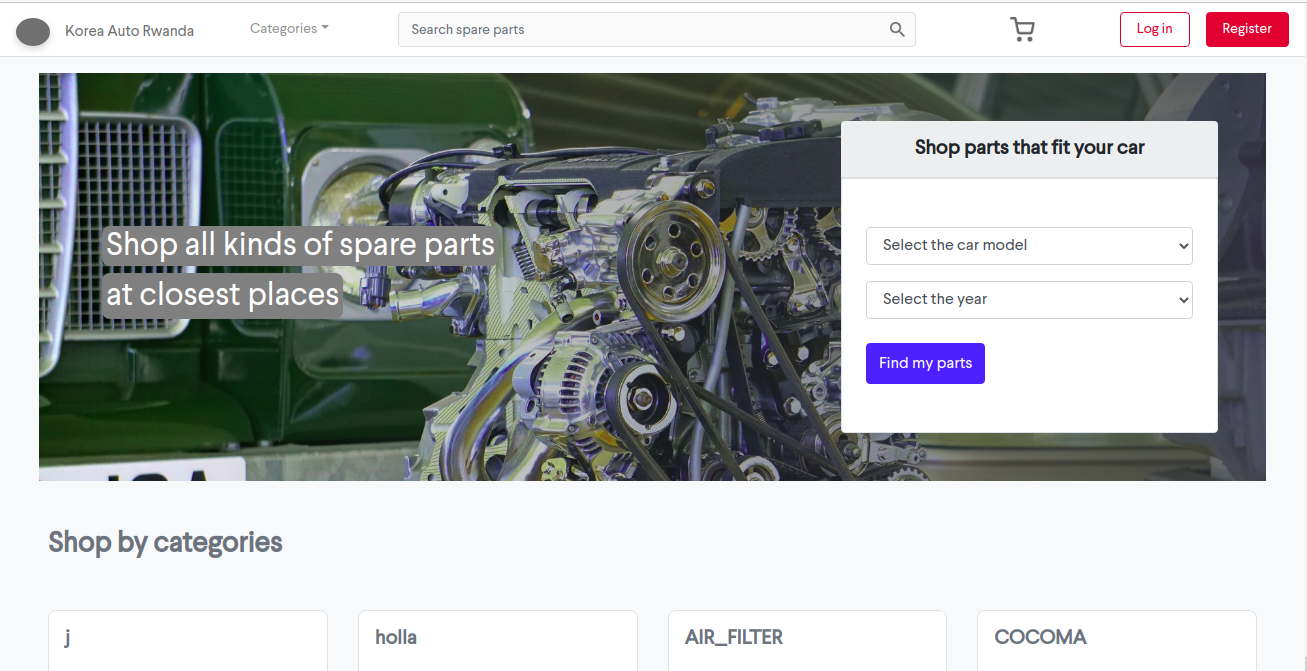 Korea Auto Rwanda
Categories
Search spare parts
Log in
Register
Shop all kinds of spare parts
at closest places
Shop parts that fit your car
Select the car model
Select the year
Find my parts
Shop by categories
j
holla
AIR_FILTER
COCOMA